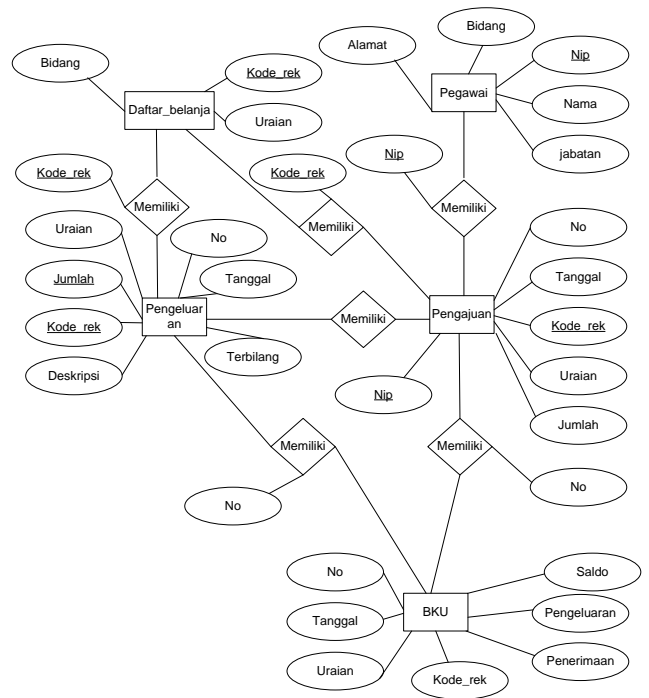 Bidang
Alamat
Bidang
Kode_rek
Nip
Daftar_belanja
Pegawai
Nama
Uraian
jabatan
Kode_rek
Kode_rek
Nip
Memiliki
Memiliki
Memiliki
Uraian
No
No
Jumlah
Tanggal
Tanggal
Pengeluar
an
Memiliki
Pengajuan
Kode_rek
Kode_rek
Terbilang
Uraian
Deskripsi
Nip
Jumlah
Memiliki
Memiliki
No
No
No
Saldo
BKU
Pengeluaran
Tanggal
Penerimaan
Uraian
Kode_rek